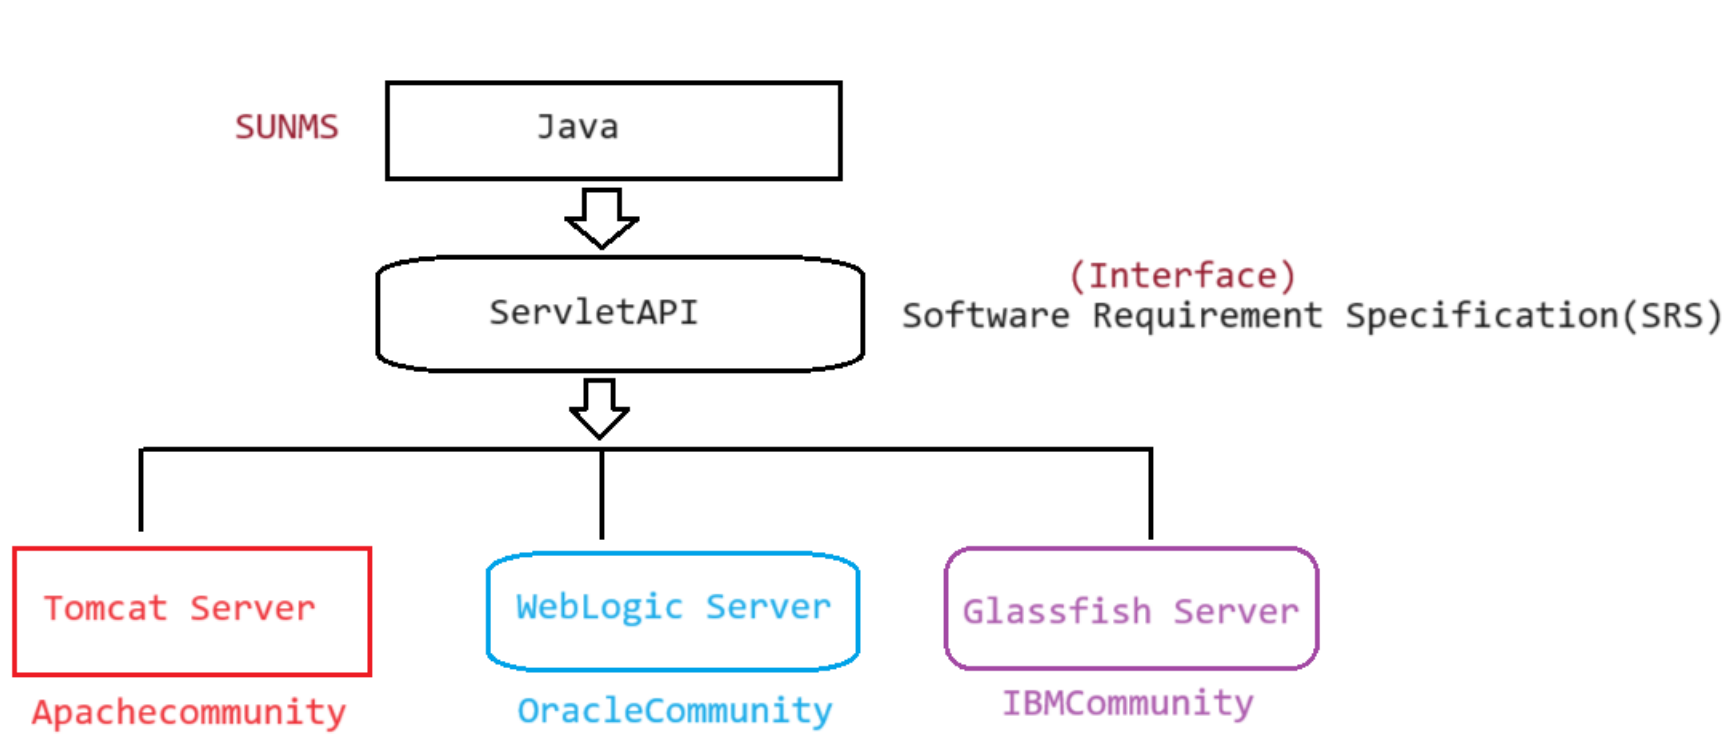 SUNMS
Java
(Interface)
ServletAPI
Software Requirement Specification(SRS)
Tomcat Server
WebLogic Server
Glassfish Server
Apachecommunity
OracleCommunity
IBMCommunity